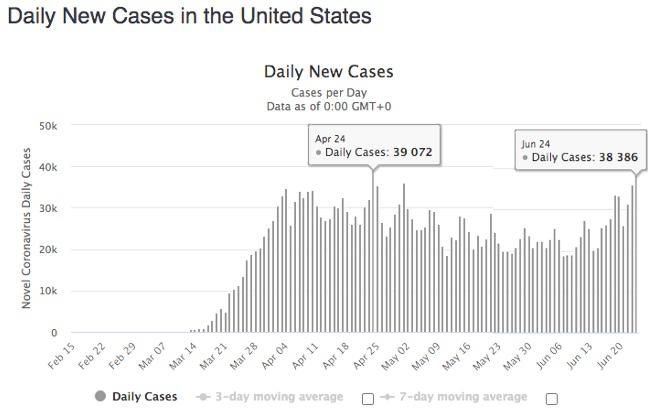 Daily New Cases in the United States
Daily New Cases
Cases per Day
Data as of 0:00 GMT+0
Novel Coronavirus Daily Cases
50k
40k
30k
20k
10k
0
Apr 24
● Daily Cases: 39 072
Jun 24
● Daily Cases: 38 386
Feb 15
Feb 22
Feb 29
Mar 07
Mar 14
Mar 21
Mar 28
Apr 04
Apr 11
Apr 18
Apr 25
May 02
May 09
May 16
May 23
May 30
Jun 06
Jun 13
Jun 20
Daily Cases
3-day moving average
7-day moving average